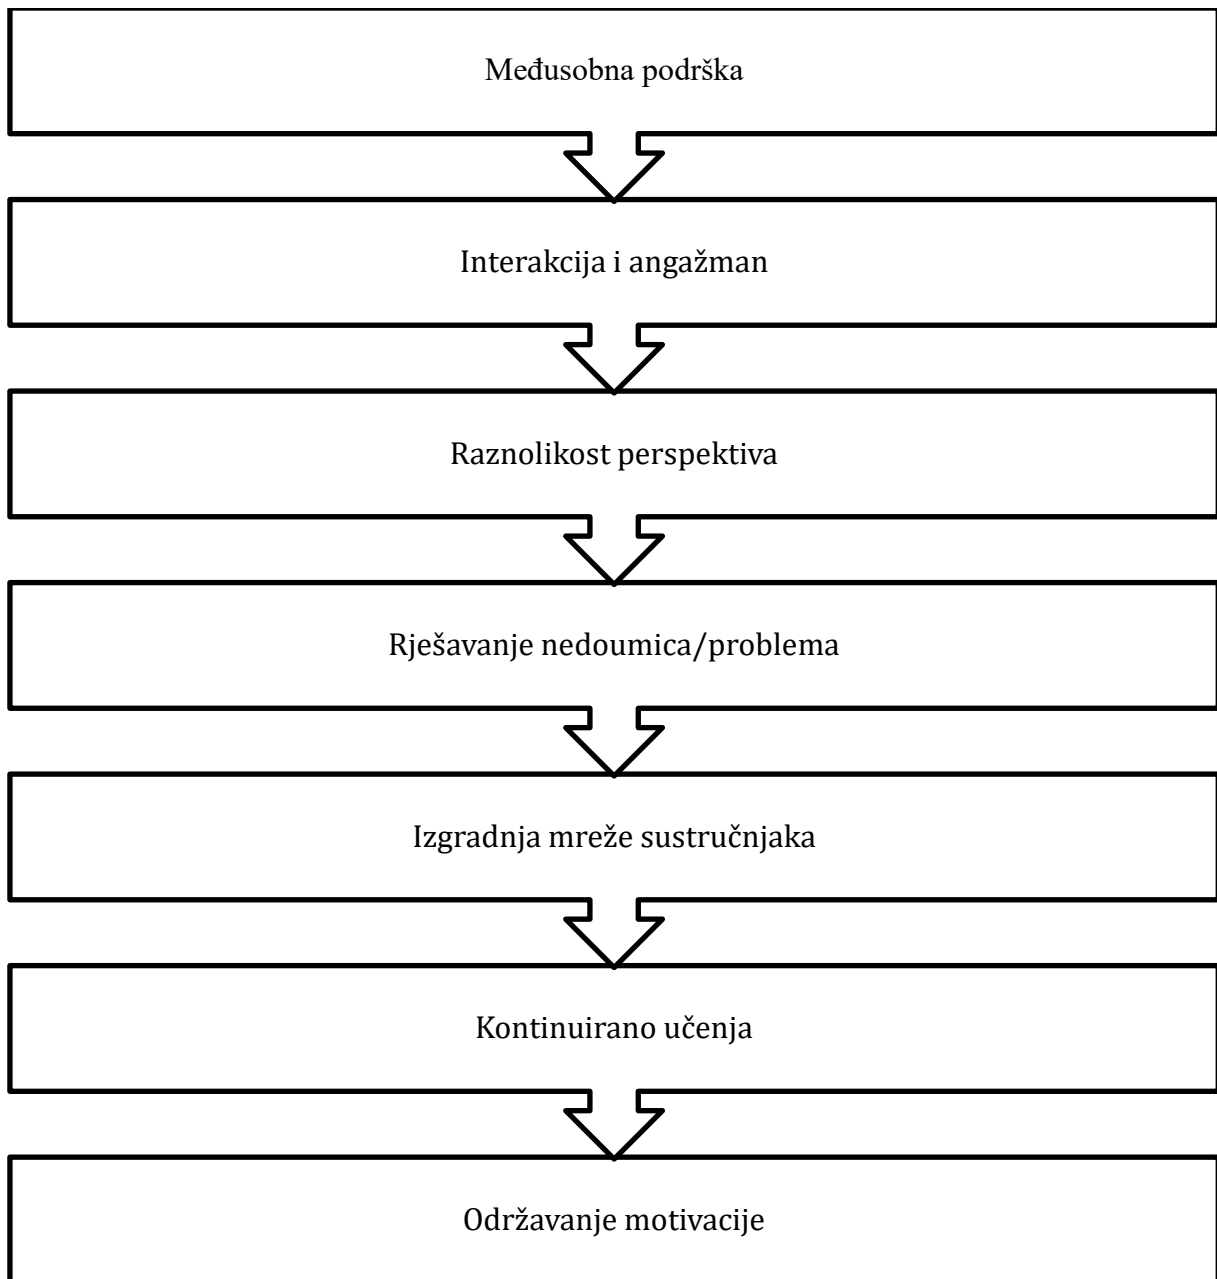 Međusobna podrška
Interakcija i angažman
Raznolikost perspektiva
Rješavanje nedoumica/problema
Izgradnja mreže sustručnjaka
Kontinuirano učenja
Održavanje motivacije